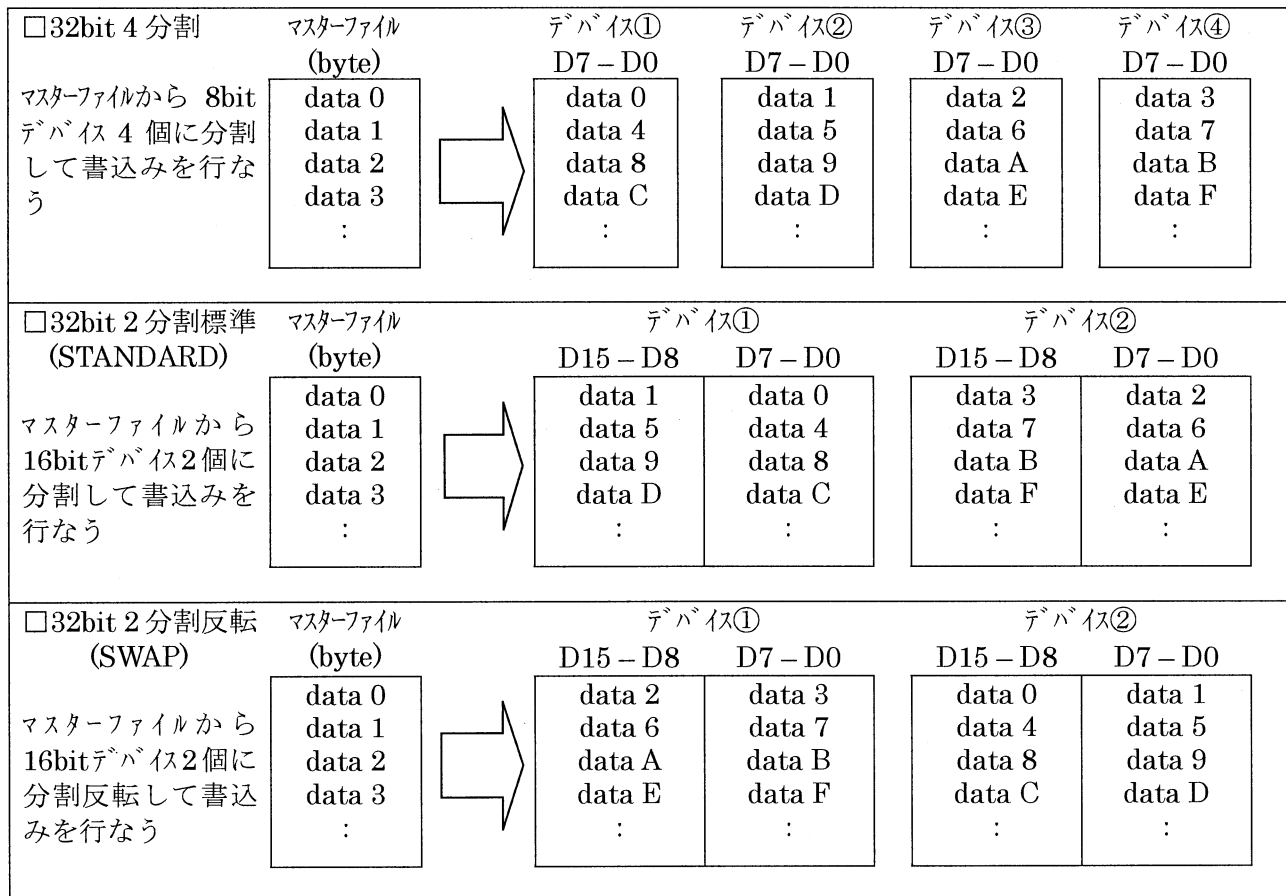 □32bit 4 分割 ﾏｽﾀｰﾌｧｲﾙ ﾃﾞﾊﾞｲｽ① ﾃﾞﾊﾞｲｽ② ﾃﾞﾊﾞｲｽ③ ﾃﾞﾊﾞｲｽ④
(byte) D7－D0 D7－D0 D7－D0 D7－D0
ﾏｽﾀｰﾌｧｲﾙから 8bit data 0 data 0 data 1 data 2 data 3
ﾃﾞﾊﾞｲｽ 4 個に分割 data 1 data 4 data 5 data 6 data 7
して書込みを行な data 2 data 8 data 9 data A data B
う data 3 data C data D data E data F
: : : : :
□32bit 2 分割標準 ﾏｽﾀｰﾌｧｲﾙ ﾃﾞﾊﾞｲｽ① ﾃﾞﾊﾞｲｽ②
(STANDARD) (byte) D15－D8 D7－D0 D15－D8 D7－D0
data 0 data 1 data 0 data 3 data 2
ﾏｽﾀｰﾌｧｲﾙから data 1 data 5 data 4 data 7 data 6
16bitﾃﾞﾊﾞｲｽ2個に data 2 data 9 data 8 data B data A
分割して書込みを data 3 data D data C data F data E
行なう : : : : :
□32bit 2 分割反転 ﾏｽﾀｰﾌｧｲﾙ ﾃﾞﾊﾞｲｽ① ﾃﾞﾊﾞｲｽ②
(SWAP) (byte) D15－D8 D7－D0 D15－D8 D7－D0
data 0 data 2 data 3 data 0 data 1
ﾏｽﾀｰﾌｧｲﾙから data 1 data 6 data 7 data 4 data 5
16bitﾃﾞﾊﾞｲｽ2個に data 2 data A data B data 8 data 9
分割反転して書込 data 3 data E data F data C data D
みを行なう : : : : :